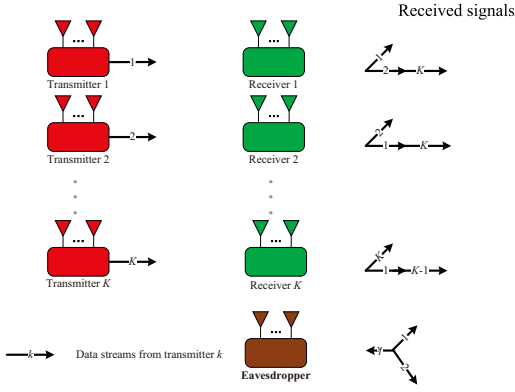 Received signals
1
1
2
K
Transmitter 1
Receiver 1
2
2
1
K
Transmitter 2
Receiver 2
K
K
1
K-1
Transmitter K
Receiver K
1
2
k
Data streams from transmitter k
Eavesdropper